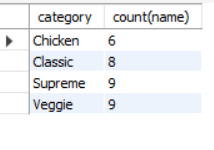 category count(name)
Chicken 6
Classic 8
Supreme 9
Veggie 9